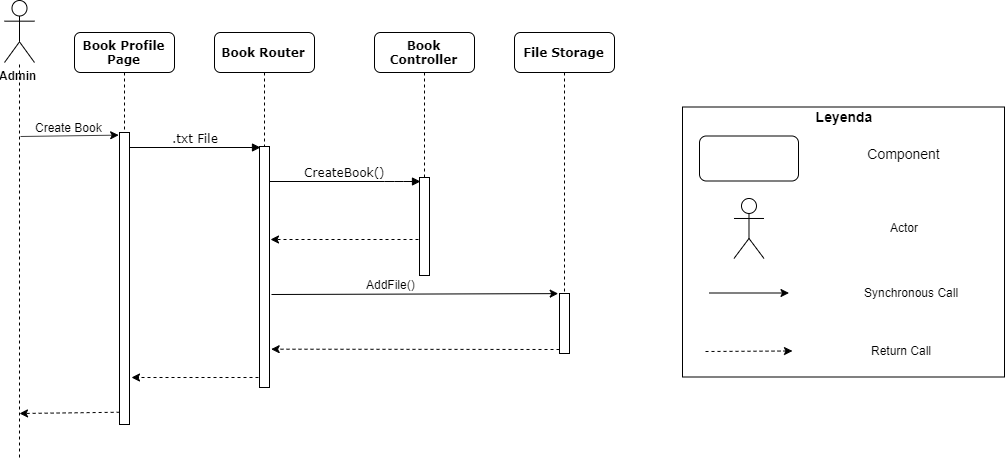 Admin
Book Profile
Page
Book Router
Book
Controller
File Storage
Create Book
.txt File
CreateBook()
AddFile()
Leyenda
Component
Actor
Synchronous Call
Return Call